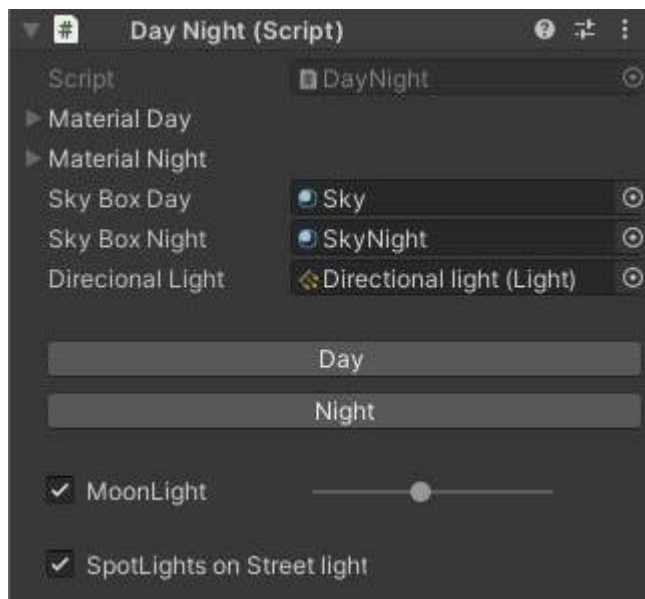 Day Night (Script)
Script DayNight
Material Day
Material Night
Sky Box Day Sky
Sky Box Night SkyNight
Direcional Light Directional light (Light)
Day
Night
MoonLight
SpotLights on Street light